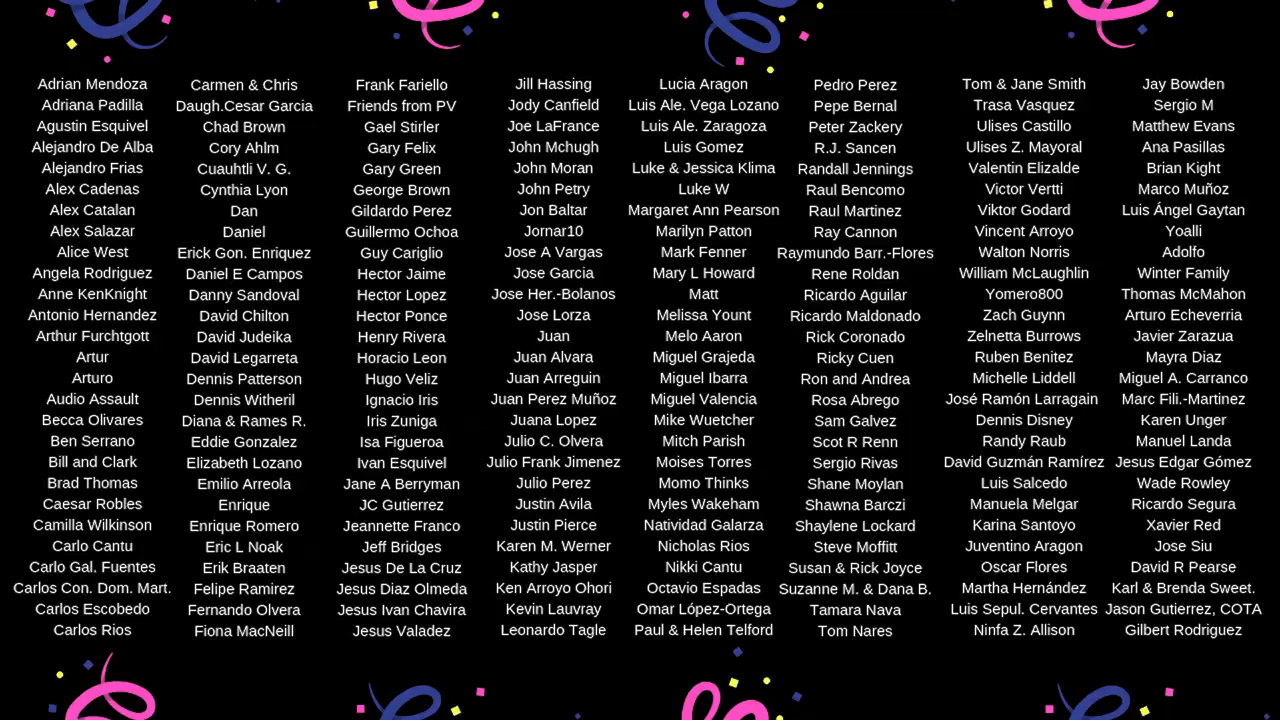 Adrian Mendoza
Adriana Padilla
Agustin Esquivel
Alejandro De Alba
Alejandro Frias
Alex Cadenas
Alex Catalan
Alex Salazar
Alice West
Angela Rodriguez
Anne KenKnight
Antonio Hernandez
Arthur Furchtgott
Artur
Arturo
Audio Assault
Becca Olivares
Ben Serrano
Bill and Clark
Brad Thomas
Caesar Robles
Camilla Wilkinson
Carlo Cantu
Carlo Gal. Fuentes
Carlos Con. Dom. Mart.
Carlos Escobedo
Carlos Rios
Carmen & Chris
Daugh.Cesar Garcia
Chad Brown
Cory Ahlm
Cuauhtli V. G.
Cynthia Lyon
Dan
Daniel
Erick Gon. Enriquez
Daniel E Campos
Danny Sandoval
David Chilton
David Judeika
David Legarreta
Dennis Patterson
Dennis Witheril
Diana & Rames R.
Eddie Gonzalez
Elizabeth Lozano
Emilio Arreola
Enrique
Enrique Romero
Eric L Noak
Erik Braaten
Felipe Ramirez
Fernando Olvera
Fiona MacNeill
Frank Fariello
Friends from PV
Gael Stirler
Gary Felix
Gary Green
George Brown
Gildardo Perez
Guillermo Ochoa
Guy Cariglio
Hector Jaime
Hector Lopez
Hector Ponce
Henry Rivera
Horacio Leon
Hugo Veliz
Ignacio Iris
Iris Zuniga
Isa Figueroa
Ivan Esquivel
Jane A Berryman
JC Gutierrez
Jeannette Franco
Jeff Bridges
Jesus De La Cruz
Jesus Diaz Olmeda
Jesus Ivan Chavira
Jesus Valadez
Jill Hassing
Jody Canfield
Joe LaFrance
John Mchugh
John Moran
John Petry
Jon Baltar
Jornar10
Jose A Vargas
Jose Garcia
Jose Her.-Bolanos
Jose Lorza
Juan
Juan Alvara
Juan Arreguin
Juan Perez Muñoz
Juana Lopez
Julio C. Olvera
Julio Frank Jimenez
Julio Perez
Justin Avila
Justin Pierce
Karen M. Werner
Kathy Jasper
Ken Arroyo Ohori
Kevin Lauvray
Leonardo Tagle
Lucia Aragon
Luis Ale. Vega Lozano
Luis Ale. Zaragoza
Luis Gomez
Luke & Jessica Klima
Luke W
Margaret Ann Pearson
Marilyn Patton
Mark Fenner
Mary L Howard
Matt
Melissa Yount
Melo Aaron
Miguel Grajeda
Miguel Ibarra
Miguel Valencia
Mike Wuetcher
Mitch Parish
Moises Torres
Momo Thinks
Myles Wakeham
Natividad Galarza
Nicholas Rios
Nikki Cantu
Octavio Espadas
Omar López-Ortega
Paul & Helen Telford
Pedro Perez
Pepe Bernal
Peter Zackery
R.J. Sancen
Randall Jennings
Raul Bencomo
Raul Martinez
Ray Cannon
Raymundo Barr.-Flores
Rene Roldan
Ricardo Aguilar
Ricardo Maldonado
Rick Coronado
Ricky Cuen
Ron and Andrea
Rosa Abrego
Sam Galvez
Scot R Renn
Sergio Rivas
Shane Moylan
Shawna Barczi
Shaylene Lockard
Steve Moffitt
Susan & Rick Joyce
Suzanne M. & Dana B.
Tamara Nava
Tom Nares
Tom & Jane Smith
Trasa Vasquez
Ulises Castillo
Ulises Z. Mayoral
Valentin Elizalde
Victor Vertti
Viktor Godard
Vincent Arroyo
Walton Norris
William McLaughlin
Yomero800
Zach Guynn
Zelnetta Burrows
Ruben Benitez
Michelle Liddell
José Ramón Larragain
Dennis Disney
Randy Raub
David Guzmán Ramírez
Luis Salcedo
Manuela Melgar
Karina Santoyo
Juventino Aragon
Oscar Flores
Martha Hernández
Luis Sepul. Cervantes
Ninfa Z. Allison
Jay Bowden
Sergio M
Matthew Evans
Ana Pasillas
Brian Kight
Marco Muñoz
Luis Ángel Gaytan
Yoalli
Adolfo
Winter Family
Thomas McMahon
Arturo Echeverria
Javier Zarazua
Mayra Diaz
Miguel A. Carranco
Marc Fili.-Martinez
Karen Unger
Manuel Landa
Jesus Edgar Gómez
Wade Rowley
Ricardo Segura
Xavier Red
Jose Siu
David R Pearse
Karl & Brenda Sweet.
Jason Gutierrez, COTA
Gilbert Rodriguez